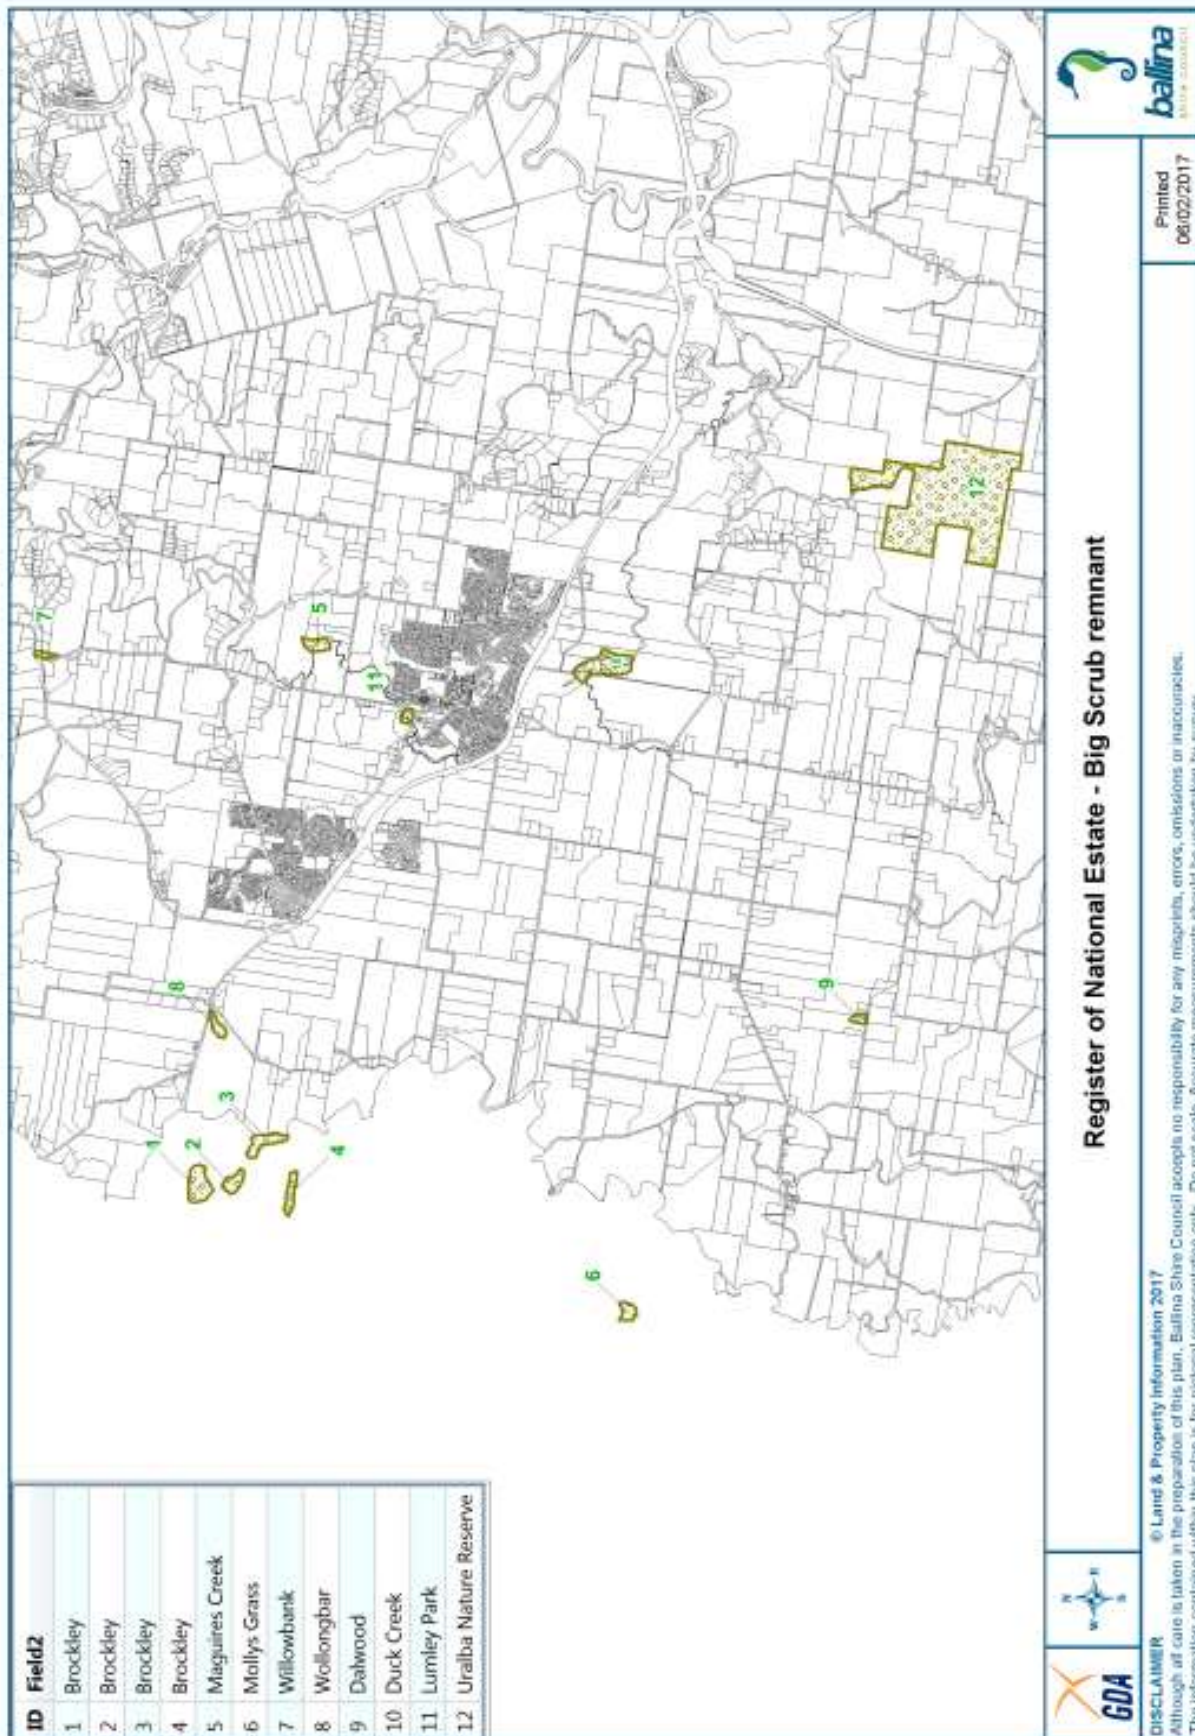 ID Field2
1 Brockley
2 Brockley
3 Brockley
4 Brockley
5 Maguires Creek
6 Mollys Grass
7 Willowbank
8 Wollongbar
9 Dalwood
10 Duck Creek
11 Lumley Park
12 Uralba Nature Reserve
1
2
3
4
8
6
7
5
11
9
12
Register of National Estate - Big Scrub remnant
GDA
N
W E
S
ballina
shire council
Printed
06/02/2017
DISCLAIMER © Land & Property Information 2017
Although all care is taken in the preparation of this plan, Ballina Shire Council accepts no responsibility for any misprints, errors, omissions or inaccuracies.